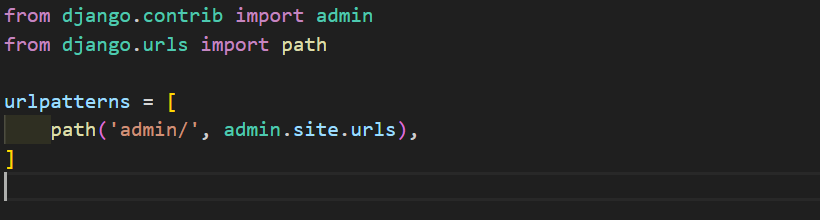 from django.contrib import admin
from django.urls import path

urlpatterns = [
    path('admin/', admin.site.urls),
]